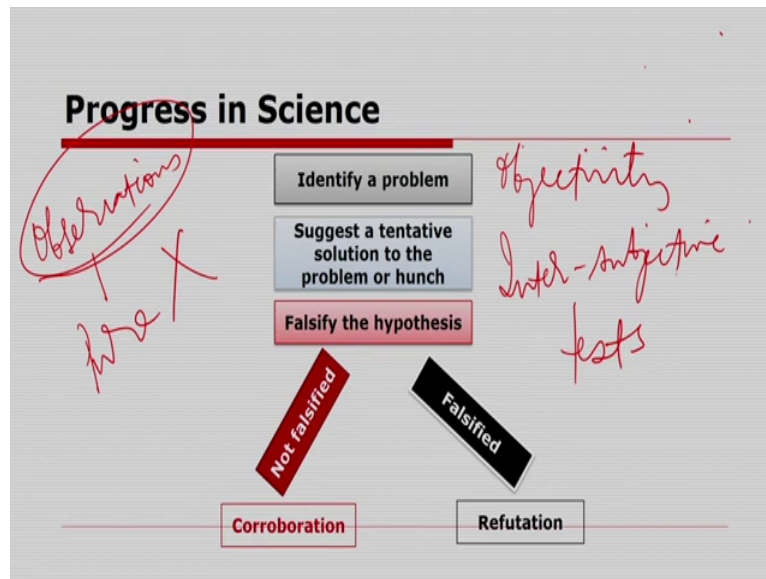 Progress in Science
Observations
pure
Identify a problem
Suggest a tentative
solution to the
problem or hunch
Falsify the hypothesis
Not falsified
Falsified
Corroboration
Refutation
Objectivity
Inter-subjective
tests